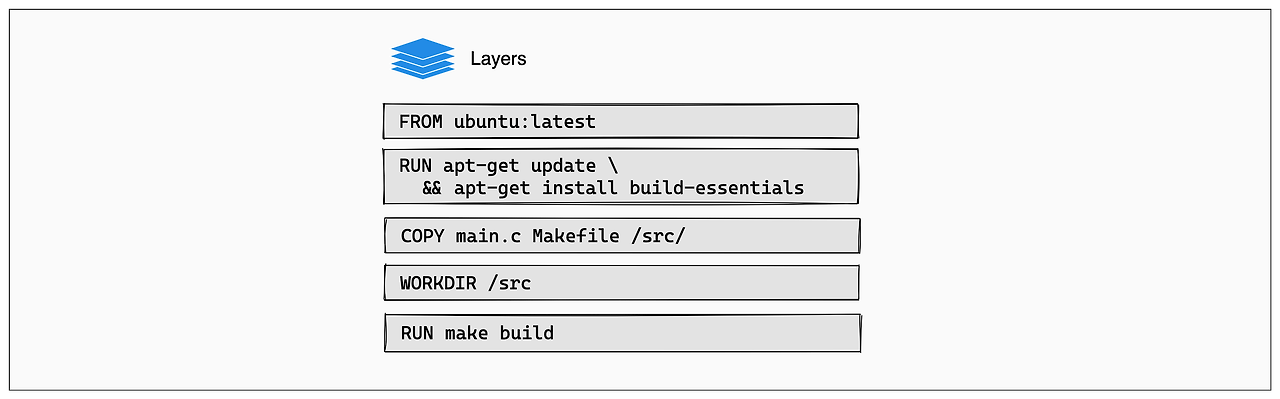 Layers
FROM ubuntu:latest
RUN apt-get update \
&& apt-get install build-essentials
COPY main.c Makefile /src/
WORKDIR /src
RUN make build